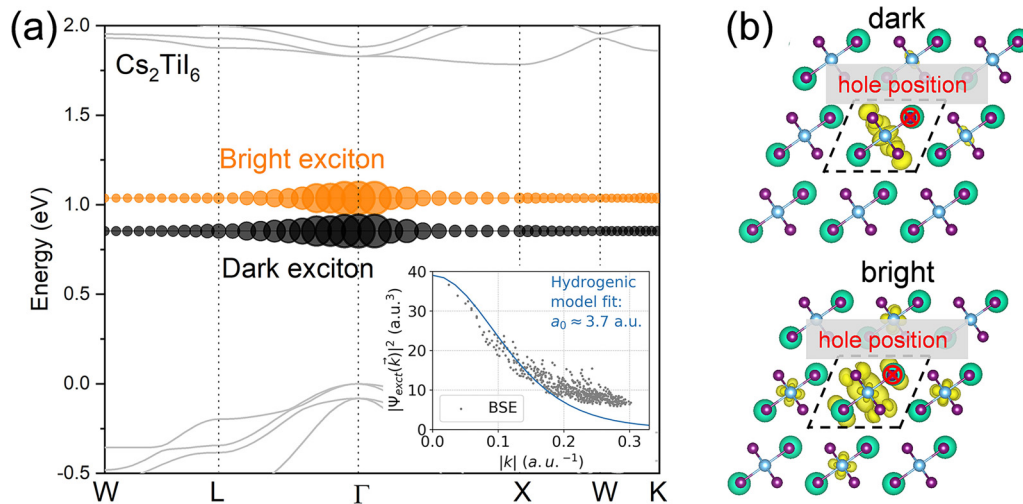 (a)
Cs₂TiI₆
Bright exciton
Dark exciton
Energy (eV)
2.0
1.5
1.0
0.5
0.0
-0.5
W
L
Γ
X
W
K
Hydrogenic
model fit:
a₀ ≈ 3.7 a.u.
BSE
|Ψₑₓcₜ(k⃗)|² (a.u.³)
40
30
20
10
0
0.0
0.1
0.2
0.3
|k| (a.u.⁻¹)
(b)
dark
hole position
bright
hole position